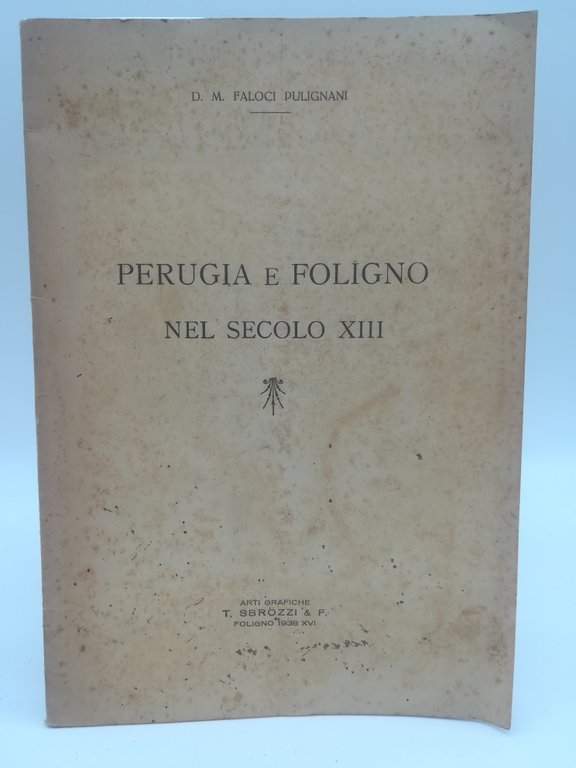 D. M. FALOCI PULIGNANI
PERUGIA E FOLIGNO
NEL SECOLO XIII
ARTI GRAFICHE
T. SBROZZI & F.
FOLIGNO 1938 XVI